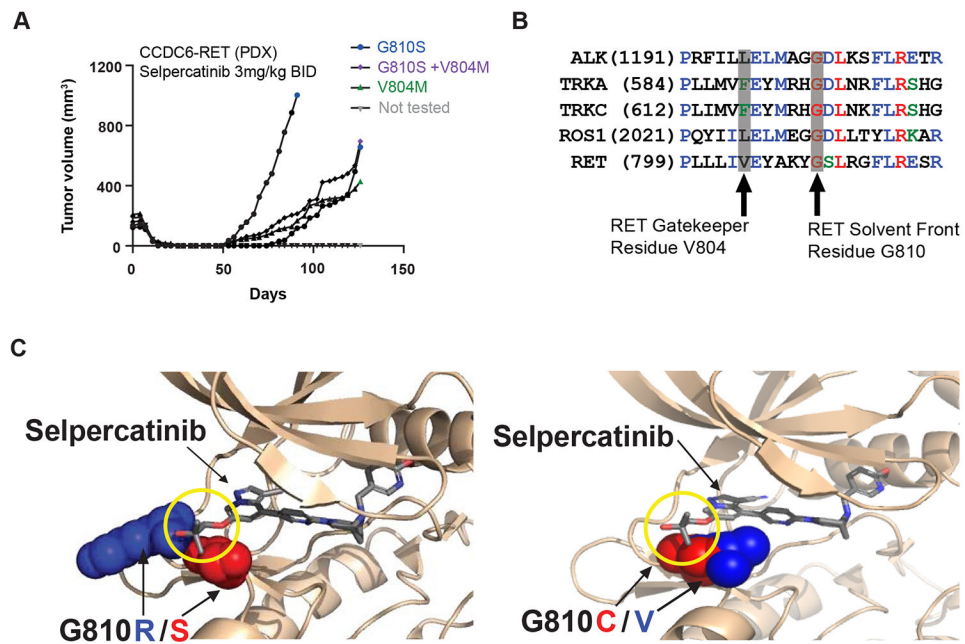 A
CCDC6-RET (PDX)
Selpercatinib 3mg/kg BID
G810S
G810S +V804M
V804M
Not tested
Tumor volume (mm³)
1200
800
400
0
0
50
100
150
Days
B
ALK(1191) PRFILLELMAGGDLKSFLRETR
TRKA (584) PLLMVFEYMRHGDLNRFLRSHG
TRKC (612) PLIMVFEYMRHGDLNKFLRSHG
ROS1(2021) PQYIILELMEGGDLLTYLRKAR
RET (799) PLLLIVEYAKYGSLRGFLRESR
RET Gatekeeper
Residue V804
RET Solvent Front
Residue G810
C
Selpercatinib
G810R/S
Selpercatinib
G810C/V